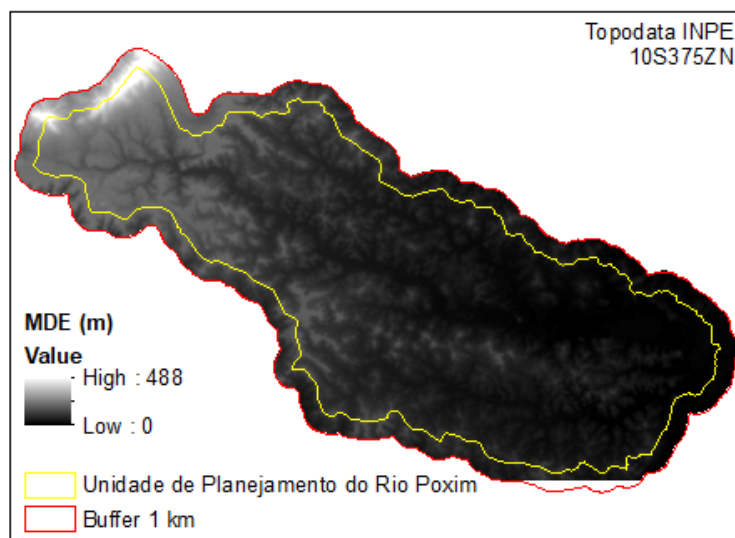 Topodata INPE
10S375ZN
MDE (m)
Value
High : 488
Low : 0
Unidade de Planejamento do Rio Poxim
Buffer 1 km